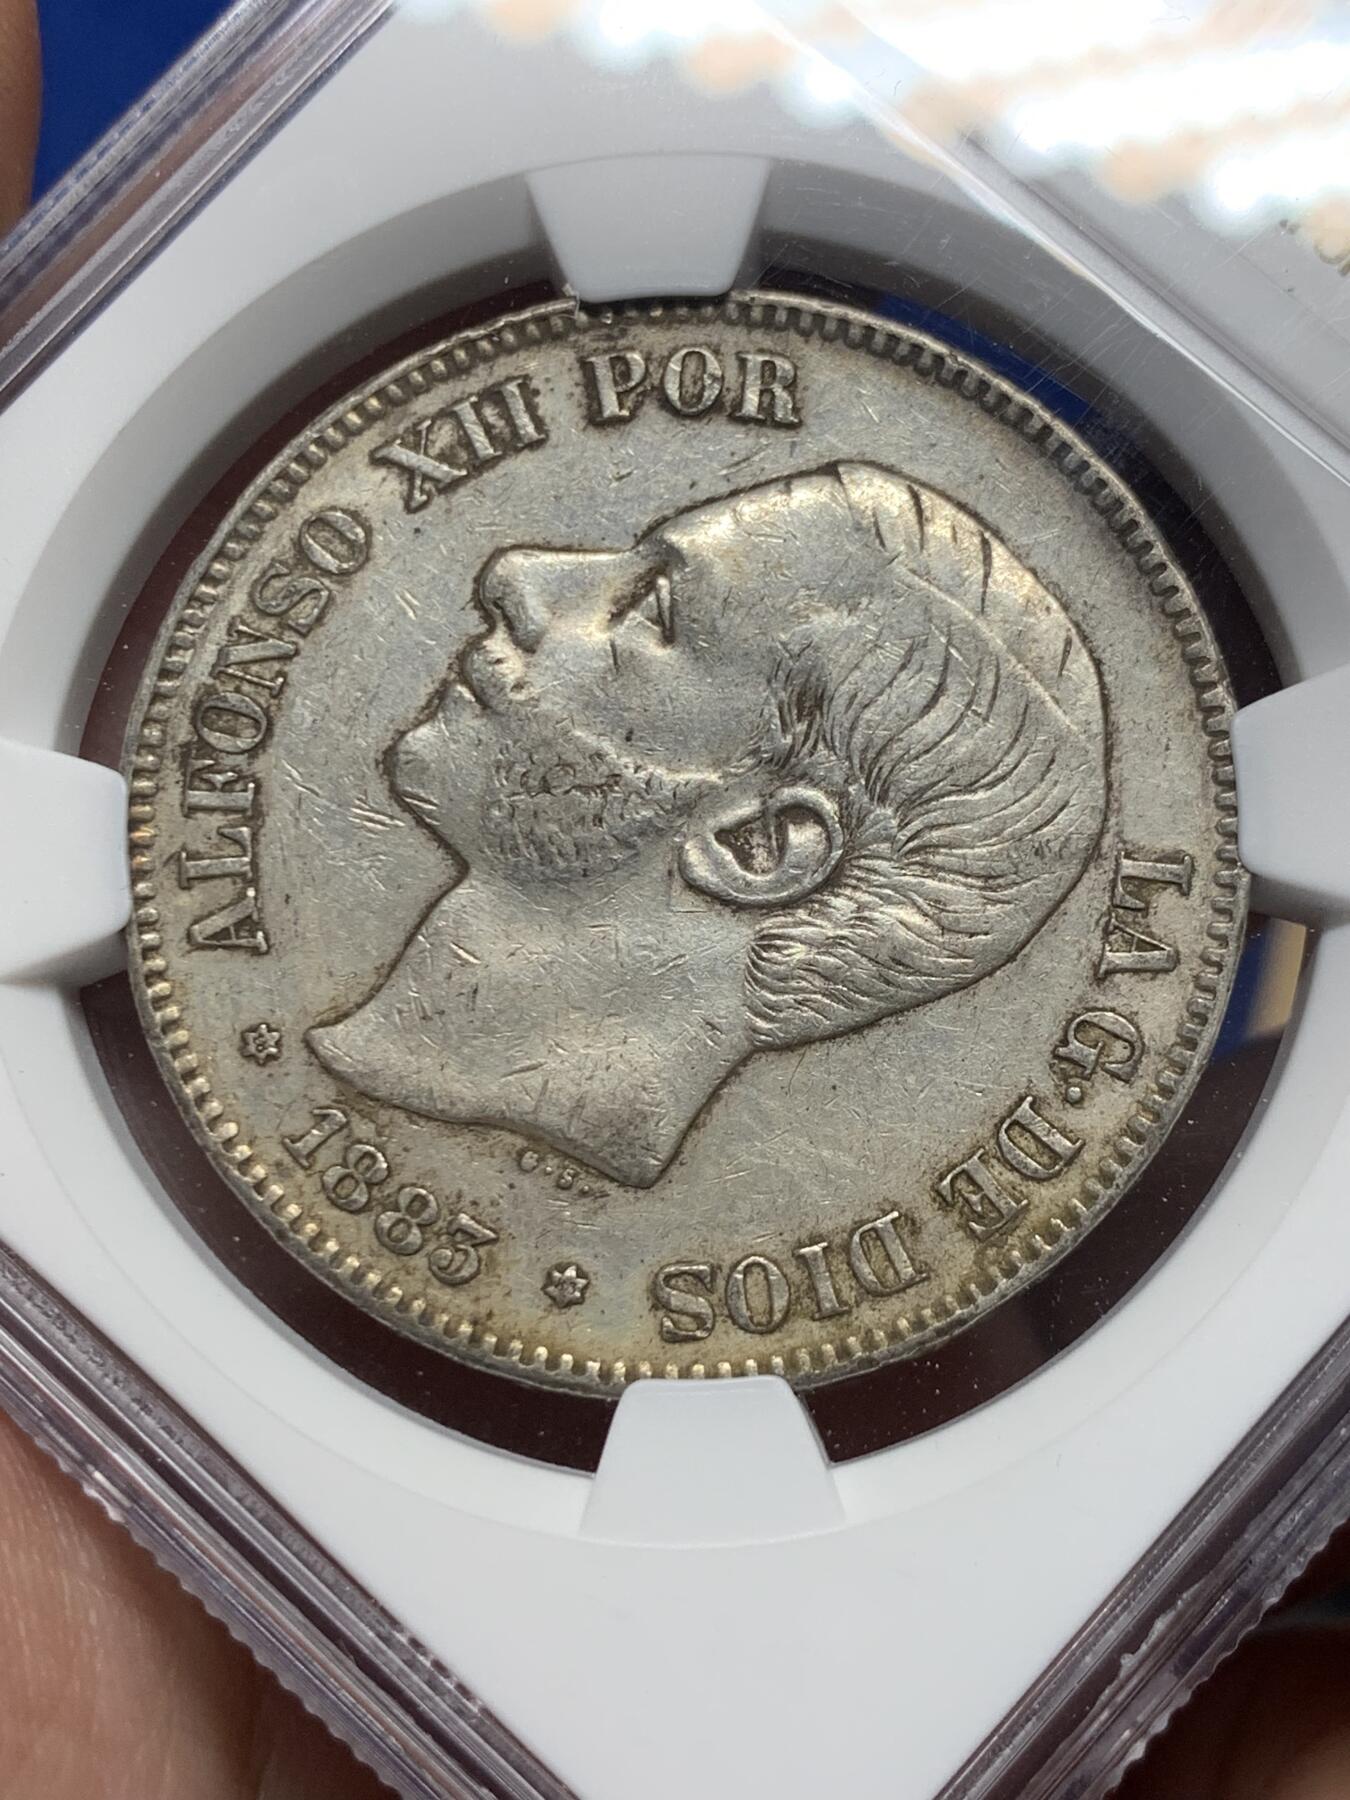 ALFONSO XII POR
LA G. DE DIOS
1883
G.S.